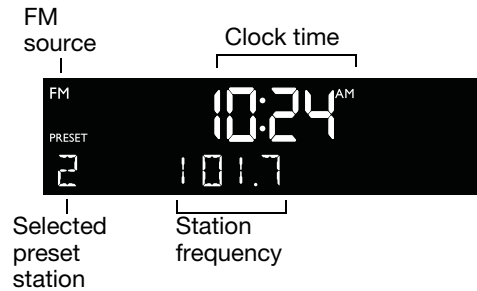 FM
source
Clock time
FM
10:24 AM
PRESET
2 101.7
Selected
preset
station
Station
frequency